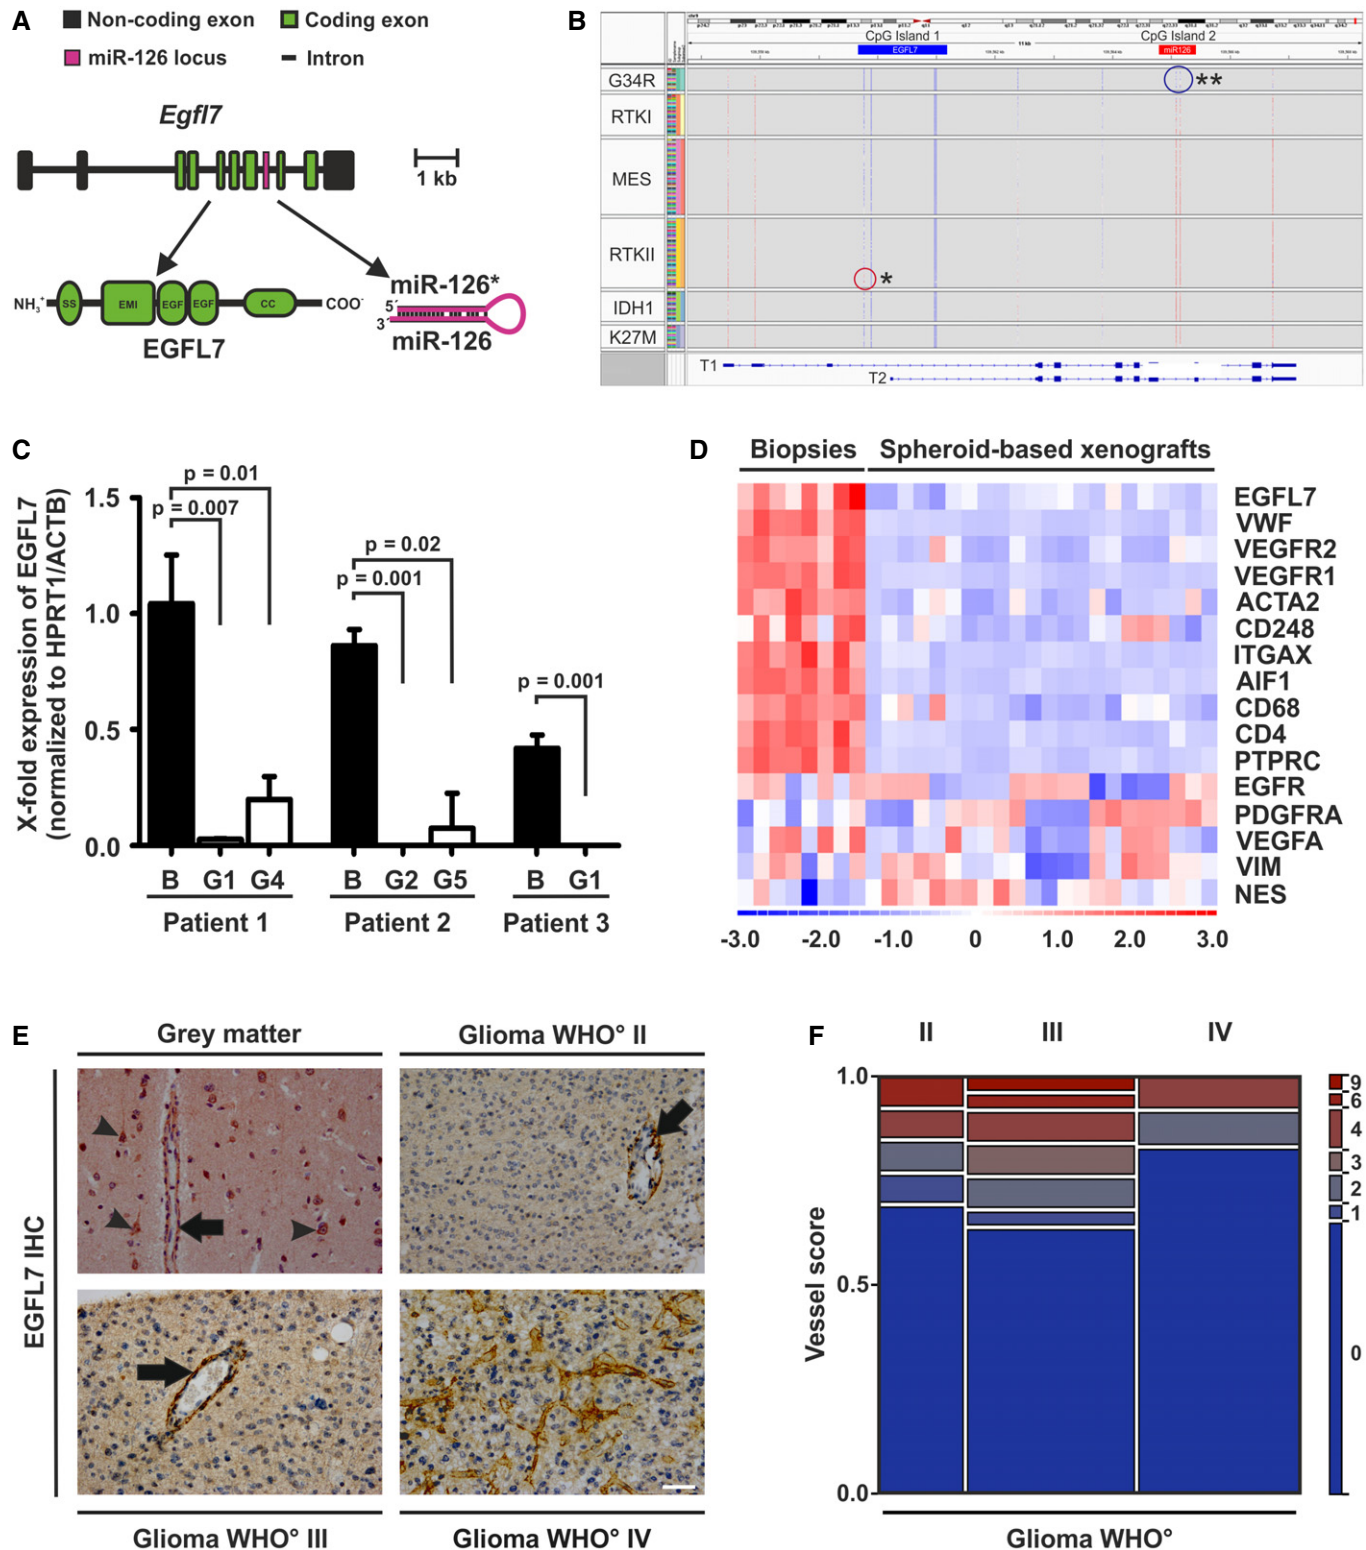 A
Non-coding exon
Coding exon
miR-126 locus
Intron
Egfl7
1 kb
NH3+
SS
EMI
EGF
EGF
CC
COO-
EGFL7
miR-126*
5´
3´
miR-126
B
CpG Island 1
CpG Island 2
11 kb
EGFL7
miR126
G34R
**
RTKI
MES
RTKII
*
IDH1
K27M
T1
T2
C
X-fold expression of EGFL7
(normalized to HPRT1/ACTB)
1.5
1.0
0.5
0.0
p = 0.01
p = 0.007
p = 0.02
p = 0.001
p = 0.001
B G1 G4
B G2 G5
B G1
Patient 1
Patient 2
Patient 3
D
Biopsies
Spheroid-based xenografts
EGFL7
VWF
VEGFR2
VEGFR1
ACTA2
CD248
ITGAX
AIF1
CD68
CD4
PTPRC
EGFR
PDGFRA
VEGFA
VIM
NES
-3.0 -2.0 -1.0 0 1.0 2.0 3.0
E
Grey matter
Glioma WHO° II
EGFL7 IHC
Glioma WHO° III
Glioma WHO° IV
F
II III IV
Vessel score
1.0
0.5
0.0
9
6
4
3
2
1
0
Glioma WHO°